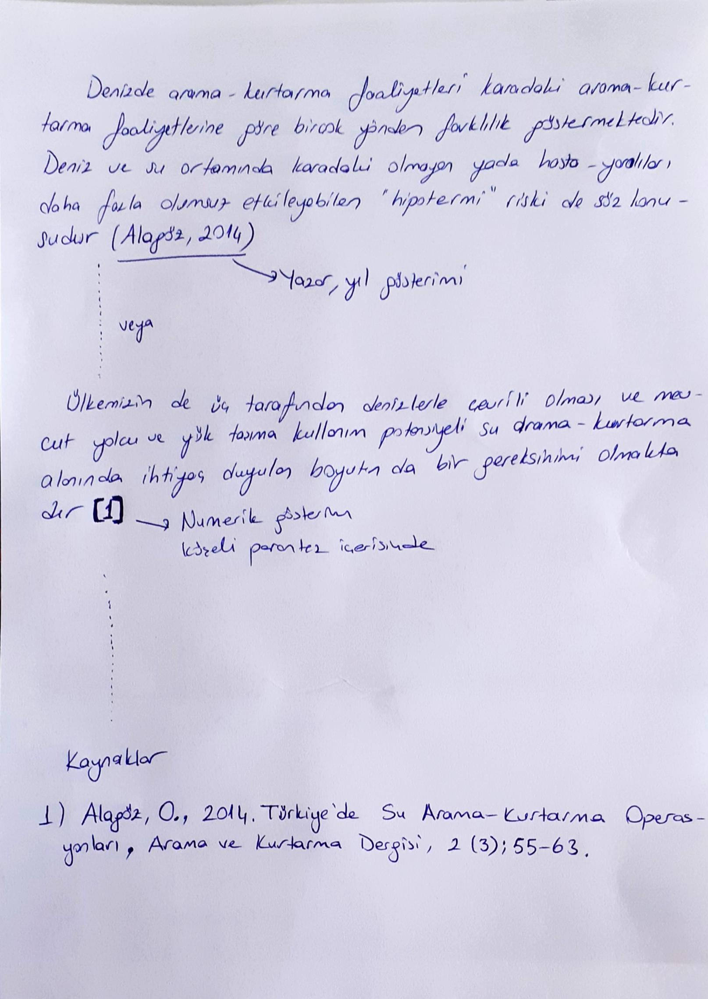 Denizde arama-kurtarma faaliyetleri karadaki arama-kur-
tarma faaliyetlerine göre bircok yönden farklılık göstermektedir.
Deniz ve su ortamında karadaki olmayan yada hasta-yaralıları
daha fazla olumsuz etkileyebilen "hipotermi" riski de söz konu-
sudur (Alagöz, 2014)
Yazar, yıl gösterimi
veya
Ülkemizin de üç tarafından denizlerle çevrili olması ve mev-
cut yolcu ve yük tasıma kullanım potansiyeli su arama-kurtarma
alanında ihtiyaç duyulan boyutun da bir gereksinimi olmakta
dır [1]
Numerik gösterim
köşeli parantez içerisinde
Kaynaklar
1) Alagöz, O., 2014. Türkiye'de Su Arama-Kurtarma Operas-
yonları, Arama ve Kurtarma Dergisi, 2 (3); 55-63.